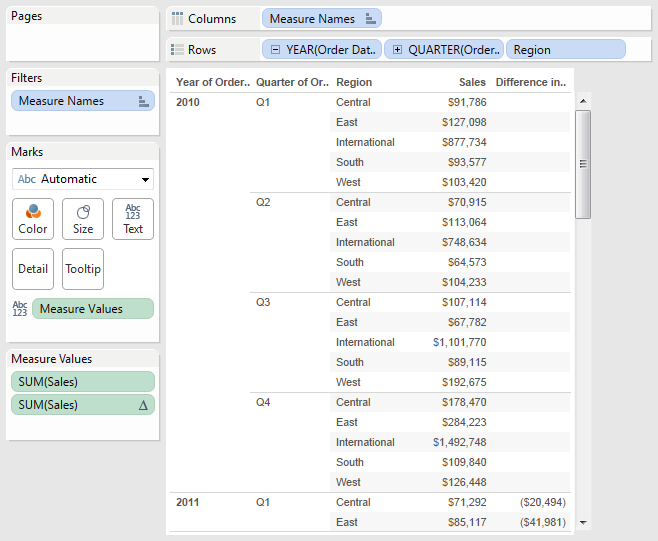 Pages
Columns Measure Names
Rows YEAR(Order Dat.. QUARTER(Order.. Region
Filters
Measure Names
Marks
Abc Automatic
Color Size Abc 123 Text
Detail Tooltip
Abc 123 Measure Values
Measure Values
SUM(Sales)
SUM(Sales) Δ
Year of Order.. Quarter of Or.. Region Sales Difference in..
2010 Q1 Central $91,786
East $127,098
International $877,734
South $93,577
West $103,420
Q2 Central $70,915
East $113,064
International $748,634
South $64,573
West $104,233
Q3 Central $107,114
East $67,782
International $1,101,770
South $89,115
West $192,675
Q4 Central $178,470
East $284,223
International $1,492,748
South $109,840
West $126,448
2011 Q1 Central $71,292 ($20,494)
East $85,117 ($41,981)